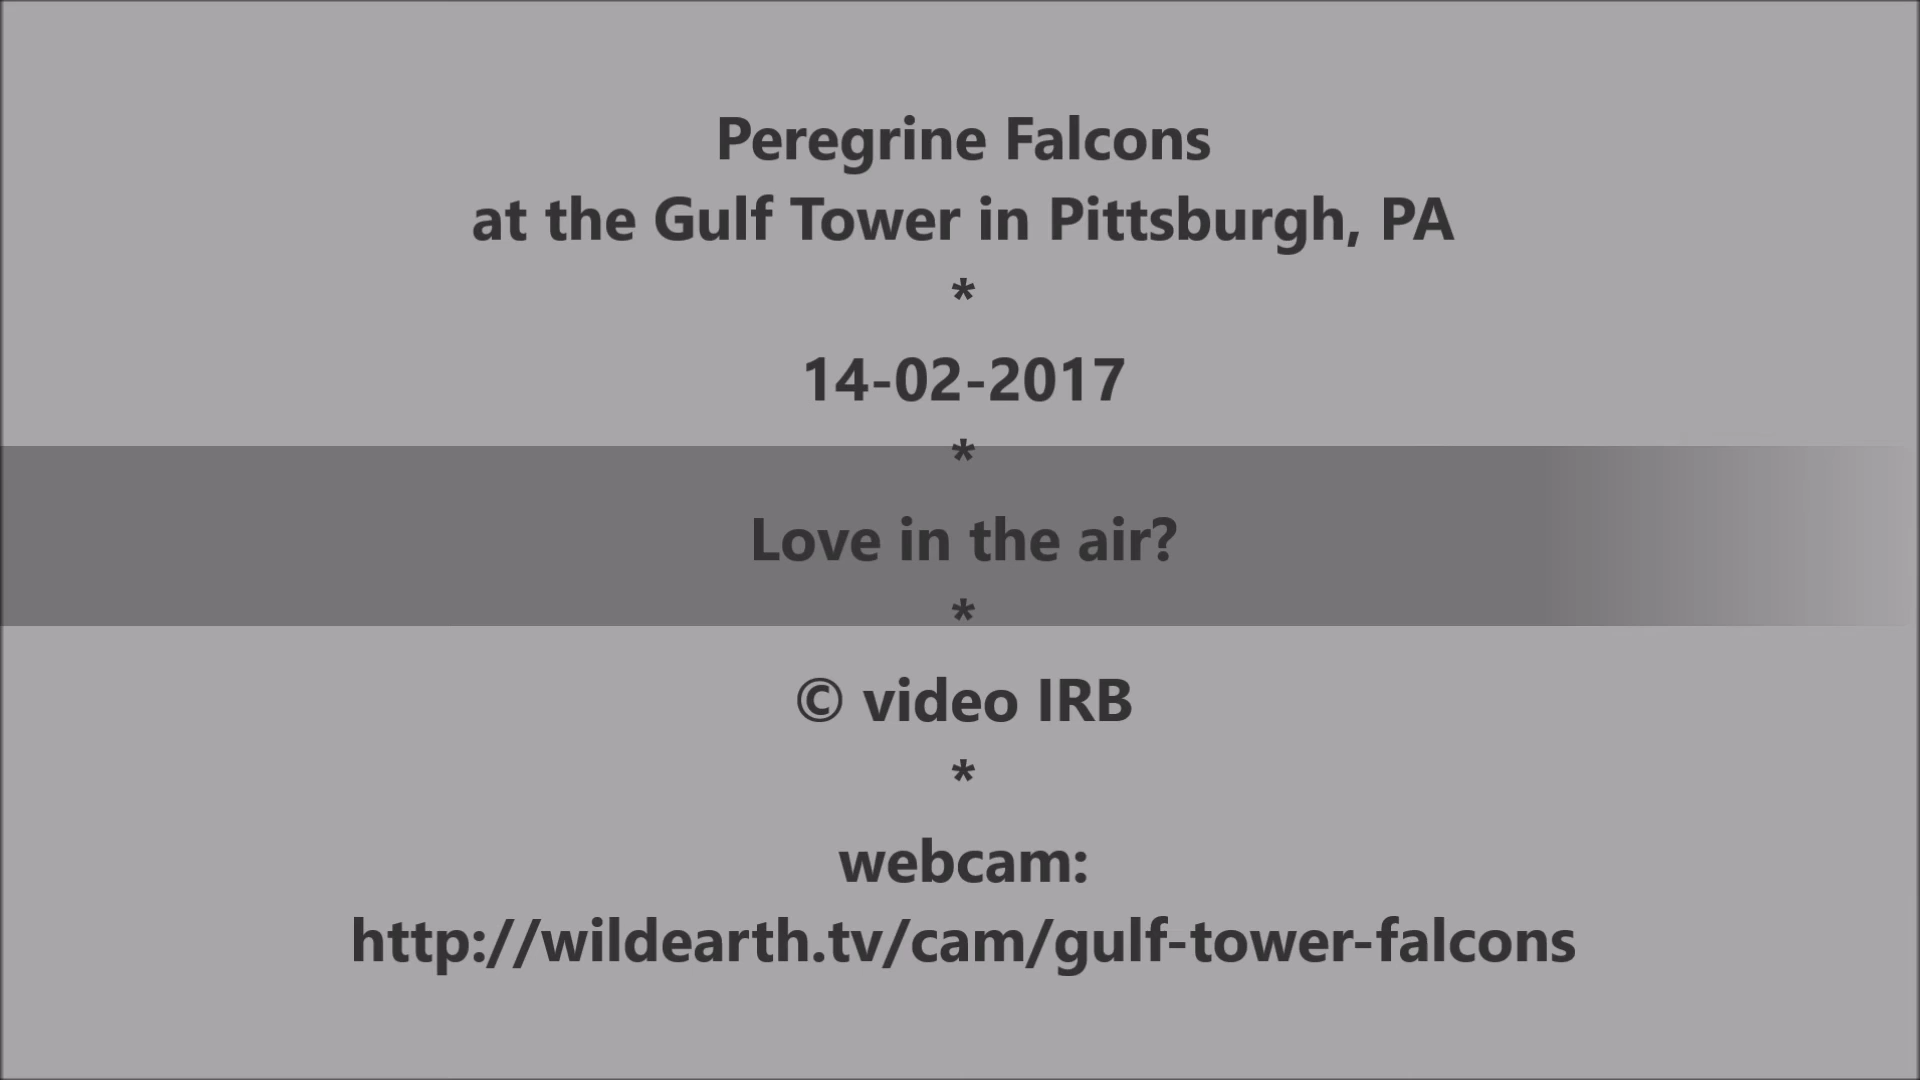 Peregrine Falcons
at the Gulf Tower in Pittsburgh, PA
*
14-02-2017
*
Love in the air?
*
© video IRB
*
webcam:
http://wildearth.tv/cam/gulf-tower-falcons